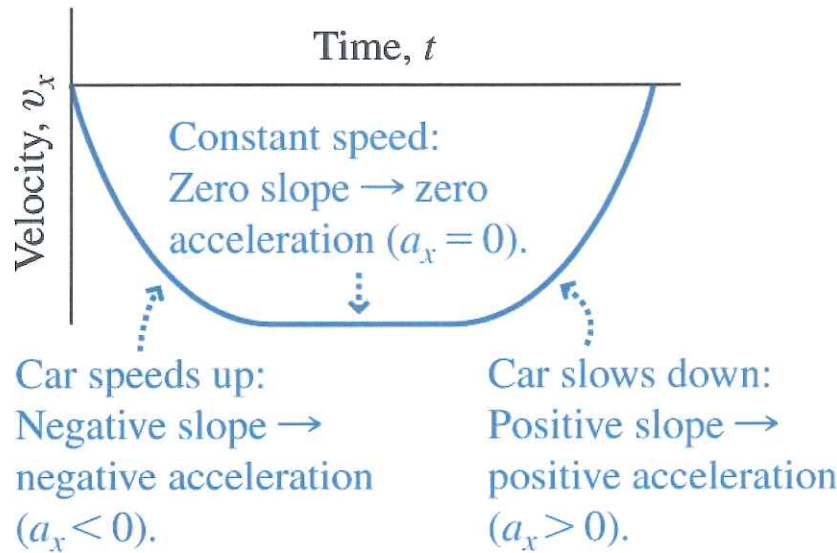 Time, t
Velocity, vₓ
Constant speed:
Zero slope → zero
acceleration (aₓ = 0).
Car speeds up:
Negative slope →
negative acceleration
(aₓ < 0).
Car slows down:
Positive slope →
positive acceleration
(aₓ > 0).